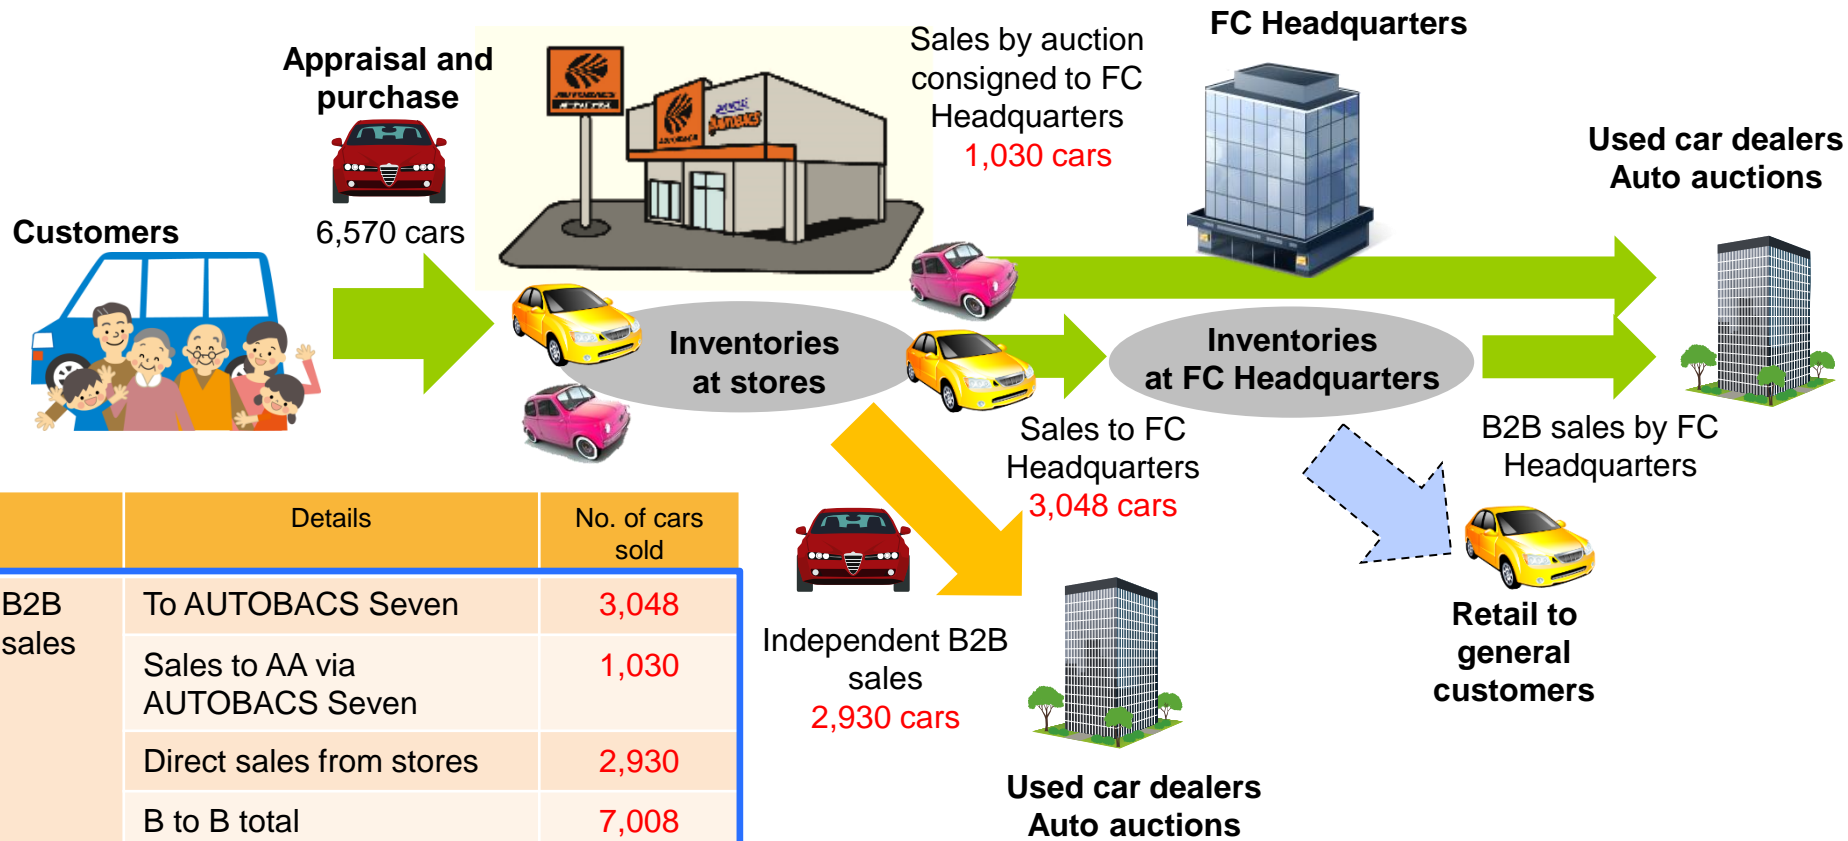 FC Headquarters
Appraisal and
purchase
6,570 cars
Customers
AUTOBACS
AUTOBACS
AUTOBACS
Sales by auction
consigned to FC
Headquarters
1,030 cars
Used car dealers
Auto auctions
Inventories
at stores
Inventories
at FC Headquarters
Sales to FC
Headquarters
3,048 cars
B2B sales by FC
Headquarters
Independent B2B
sales
2,930 cars
Retail to
general
customers
Used car dealers
Auto auctions
Details
No. of cars
sold
B2B
sales
To AUTOBACS Seven
3,048
Sales to AA via
AUTOBACS Seven
1,030
Direct sales from stores
2,930
B to B total
7,008